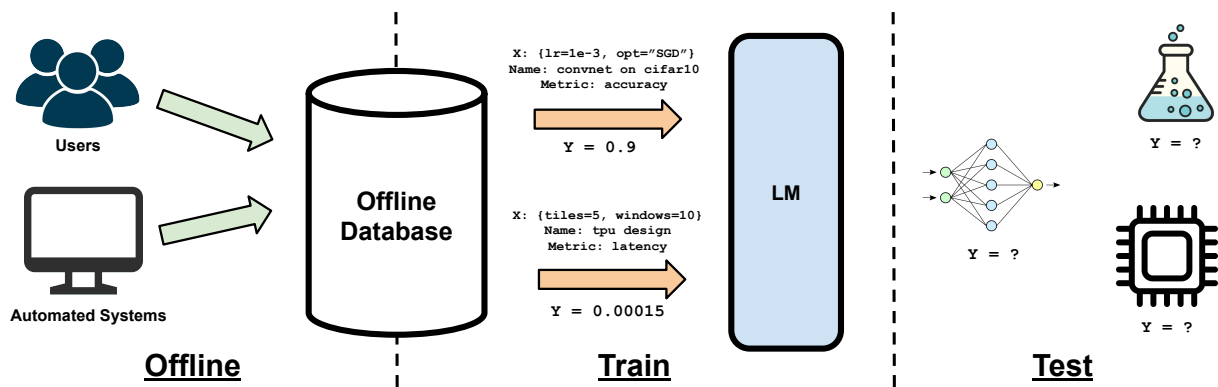 Users
Automated Systems
Offline
Offline
Database
X: {lr=1e-3, opt=”SGD”}
Name: convnet on cifar10
Metric: accuracy
Y = 0.9
X: {tiles=5, windows=10}
Name: tpu design
Metric: latency
Y = 0.00015
LM
Train
Y = ?
Y = ?
Y = ?
Test